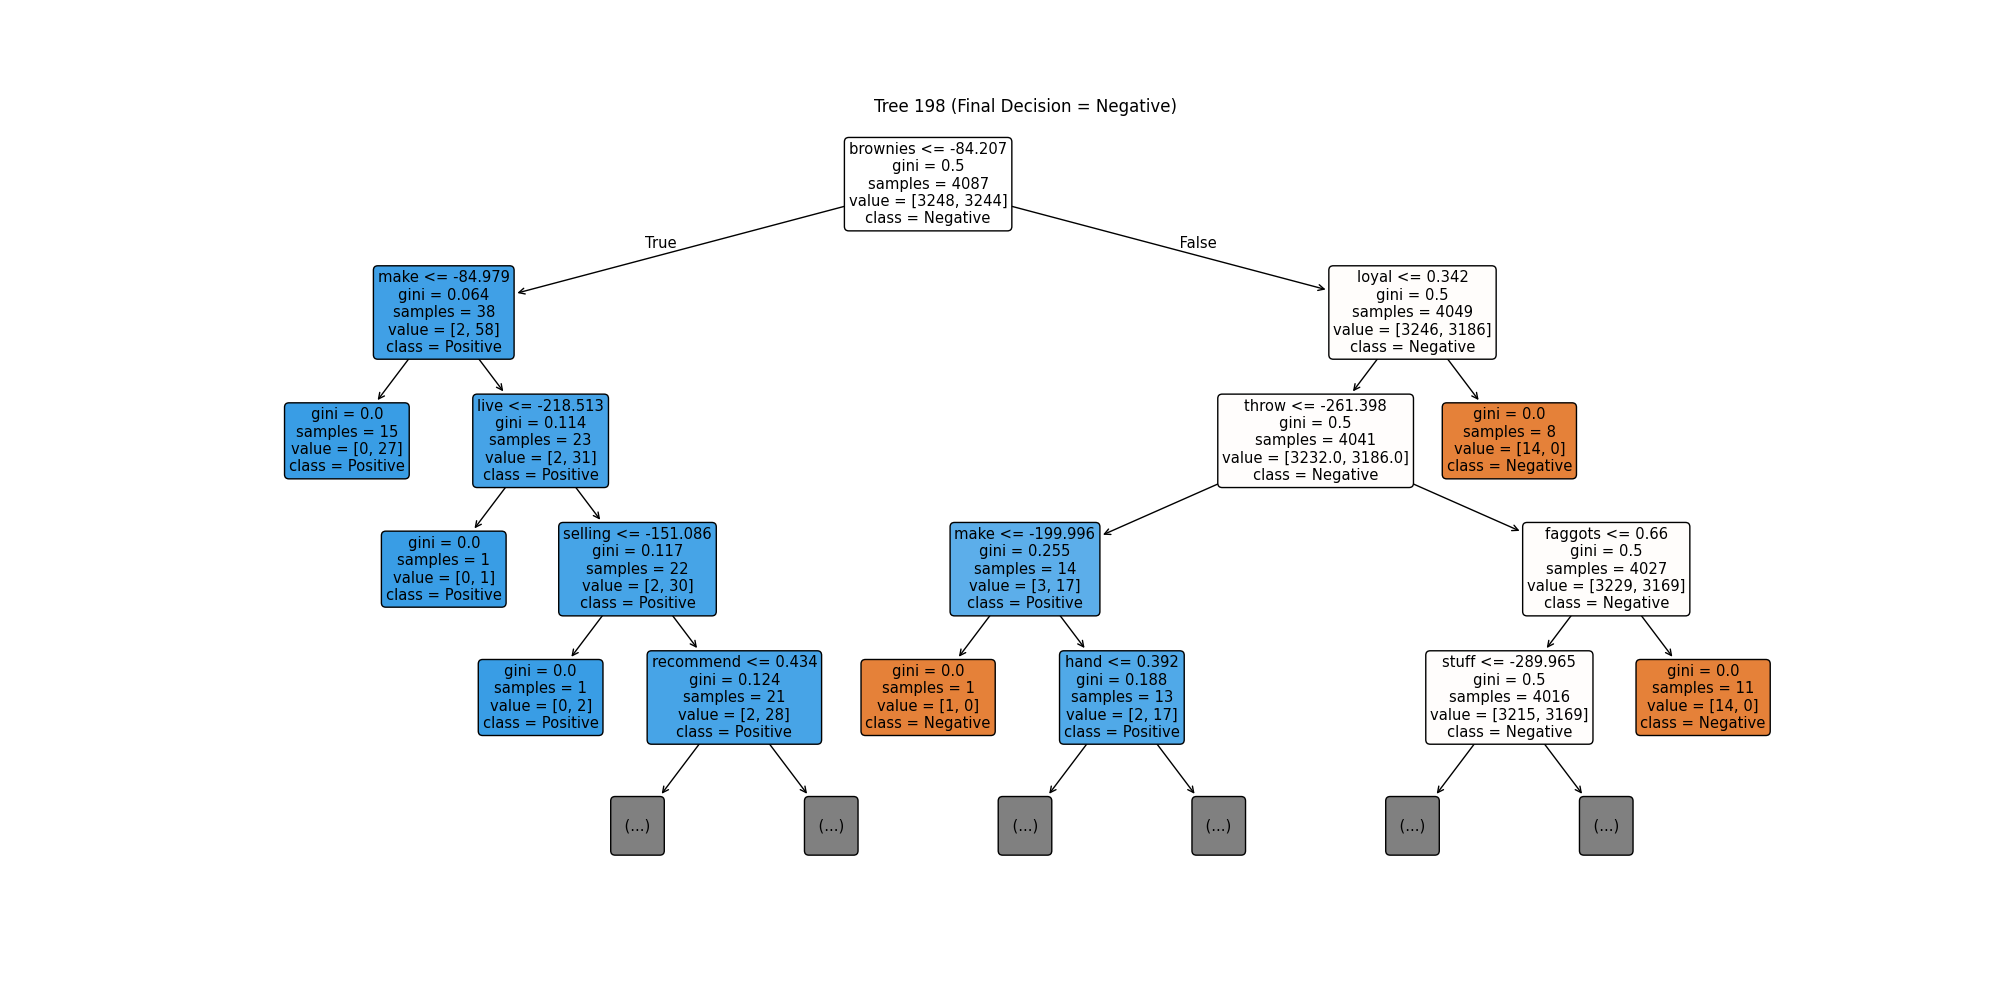 Tree 198 (Final Decision = Negative)
brownies <= -84.207
gini = 0.5
samples = 4087
value = [3248, 3244]
class = Negative
True
False
make <= -84.979
gini = 0.064
samples = 38
value = [2, 58]
class = Positive
loyal <= 0.342
gini = 0.5
samples = 4049
value = [3246, 3186]
class = Negative
gini = 0.0
samples = 15
value = [0, 27]
class = Positive
live <= -218.513
gini = 0.114
samples = 23
value = [2, 31]
class = Positive
throw <= -261.398
gini = 0.5
samples = 4041
value = [3232.0, 3186.0]
class = Negative
gini = 0.0
samples = 8
value = [14, 0]
class = Negative
gini = 0.0
samples = 1
value = [0, 1]
class = Positive
selling <= -151.086
gini = 0.117
samples = 22
value = [2, 30]
class = Positive
make <= -199.996
gini = 0.255
samples = 14
value = [3, 17]
class = Positive
faggots <= 0.66
gini = 0.5
samples = 4027
value = [3229, 3169]
class = Negative
gini = 0.0
samples = 1
value = [0, 2]
class = Positive
recommend <= 0.434
gini = 0.124
samples = 21
value = [2, 28]
class = Positive
gini = 0.0
samples = 1
value = [1, 0]
class = Negative
hand <= 0.392
gini = 0.188
samples = 13
value = [2, 17]
class = Positive
stuff <= -289.965
gini = 0.5
samples = 4016
value = [3215, 3169]
class = Negative
gini = 0.0
samples = 11
value = [14, 0]
class = Negative
(...)
(...)
(...)
(...)
(...)
(...)